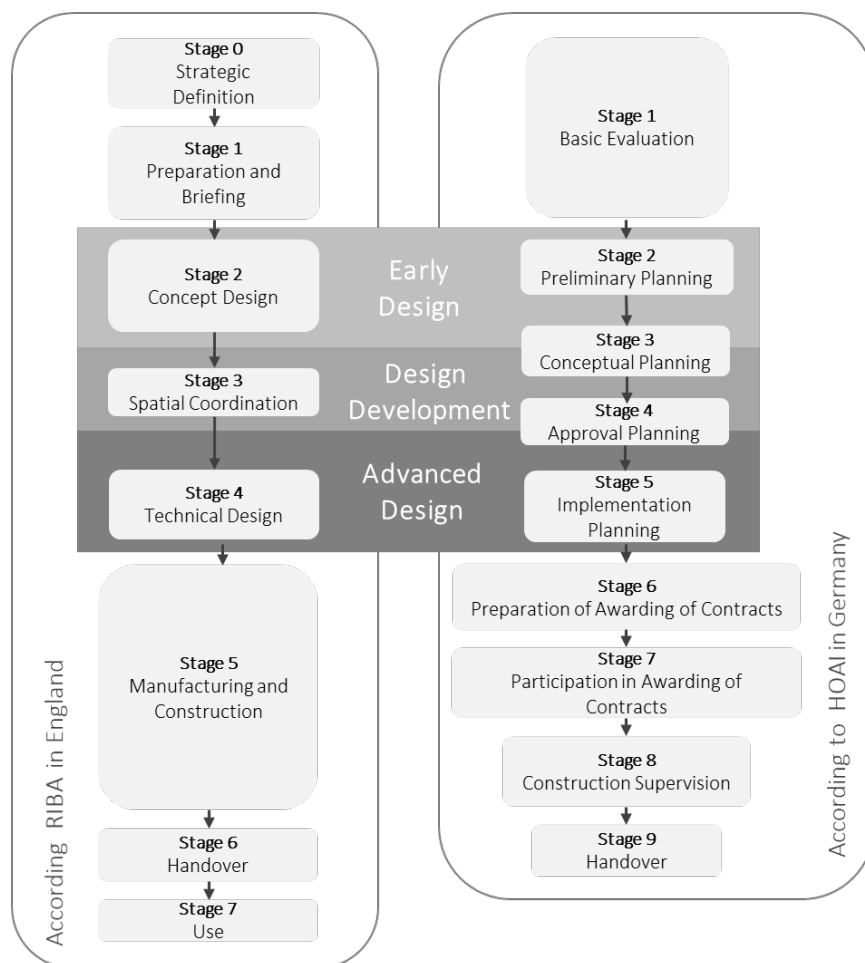 Stage 0
Strategic
Definition
Stage 1
Preparation and
Briefing
Stage 2
Concept Design
Stage 3
Spatial Coordination
Stage 4
Technical Design
Stage 5
Manufacturing and
Construction
Stage 6
Handover
Stage 7
Use
According RIBA in England
Early
Design
Design
Development
Advanced
Design
Stage 1
Basic Evaluation
Stage 2
Preliminary Planning
Stage 3
Conceptual Planning
Stage 4
Approval Planning
Stage 5
Implementation
Planning
Stage 6
Preparation of Awarding of Contracts
Stage 7
Participation in Awarding of
Contracts
Stage 8
Construction Supervision
Stage 9
Handover
According to HOAI in Germany